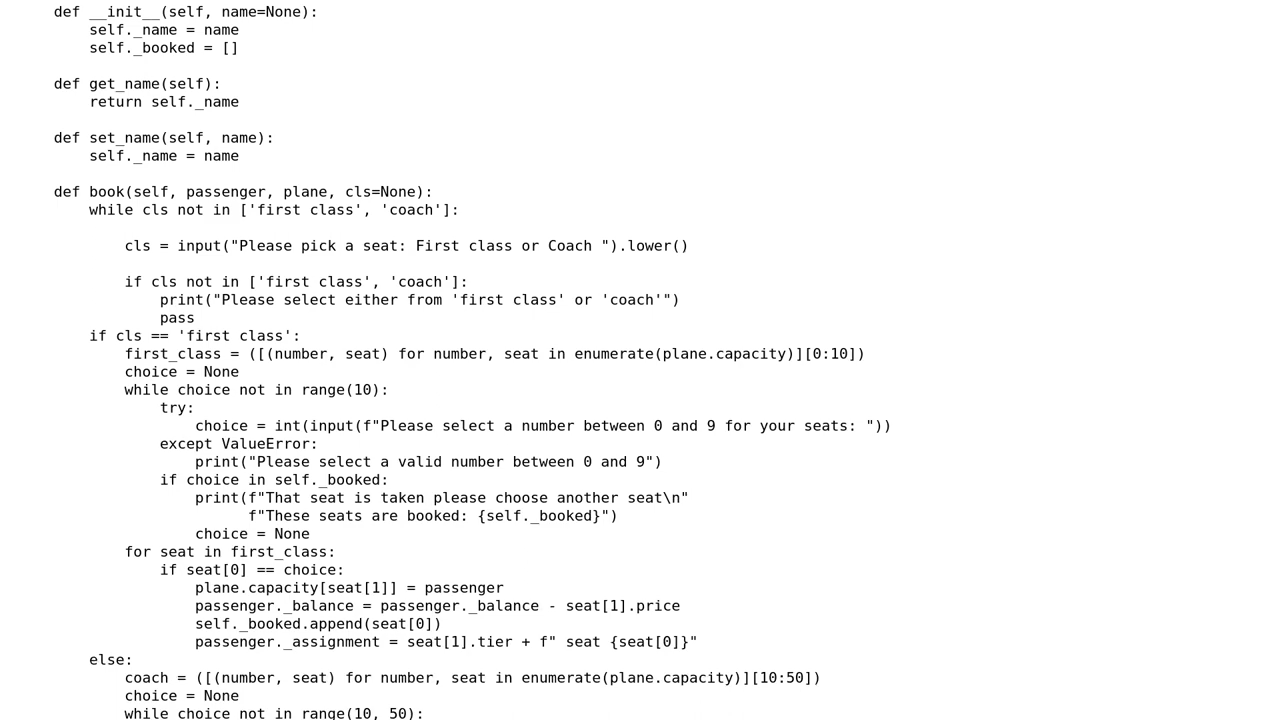 def __init__(self, name=None):
    self._name = name
    self._booked = []

def get_name(self):
    return self._name

def set_name(self, name):
    self._name = name

def book(self, passenger, plane, cls=None):
    while cls not in ['first class', 'coach']:

        cls = input("Please pick a seat: First class or Coach ").lower()

        if cls not in ['first class', 'coach']:
            print("Please select either from 'first class' or 'coach'")
            pass
    if cls == 'first class':
        first_class = ([(number, seat) for number, seat in enumerate(plane.capacity)][0:10])
        choice = None
        while choice not in range(10):
            try:
                choice = int(input(f"Please select a number between 0 and 9 for your seats: "))
            except ValueError:
                print("Please select a valid number between 0 and 9")
            if choice in self._booked:
                print(f"That seat is taken please choose another seat\n"
                      f"These seats are booked: {self._booked}")
                choice = None
        for seat in first_class:
            if seat[0] == choice:
                plane.capacity[seat[1]] = passenger
                passenger._balance = passenger._balance - seat[1].price
                self._booked.append(seat[0])
                passenger._assignment = seat[1].tier + f" seat {seat[0]}"
    else:
        coach = ([(number, seat) for number, seat in enumerate(plane.capacity)][10:50])
        choice = None
        while choice not in range(10, 50):